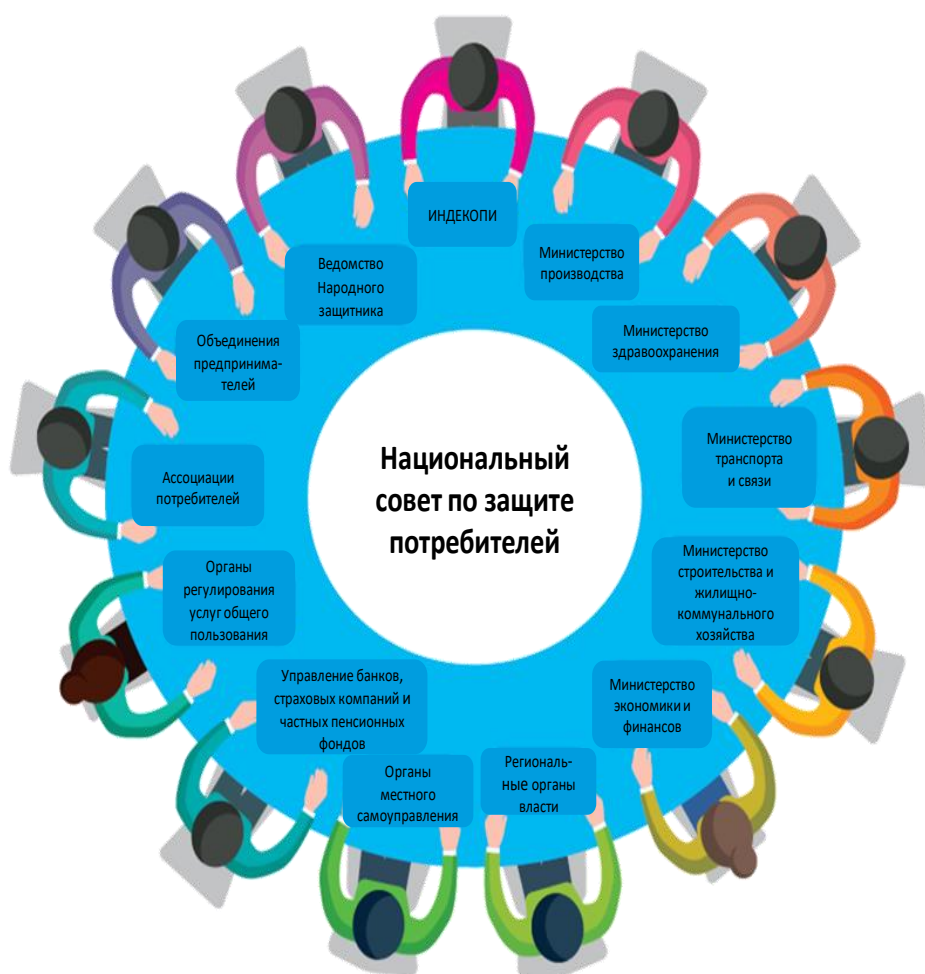 ИНДЕКОПИ
Министерство
производства
Министерство
здравоохранения
Министерство
транспорта
и связи
Министерство
строительства и
жилищно-
коммунального
хозяйства
Министерство
экономики и
финансов
Региональ-
ные органы
власти
Органы
местного
самоуправления
Управление банков,
страховых компаний и
частных пенсионных
фондов
Органы
регулирования
услуг общего
пользования
Ассоциации
потребителей
Объединения
предпринима-
телей
Ведомство
Народного
защитника
Национальный
совет по защите
потребителей